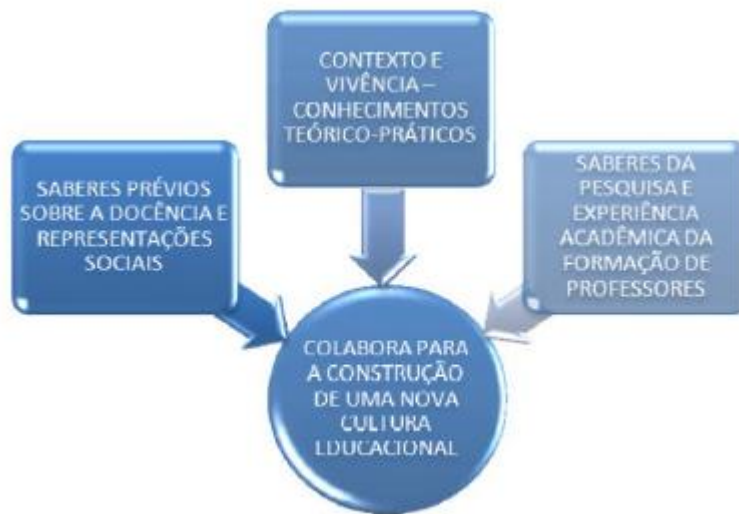 CONTEXTO E
VIVÊNCIA –
CONHECIMENTOS
TEÓRICO-PRÁTICOS
SABERES PRÉVIOS
SOBRE A DOCÊNCIA E
REPRESENTAÇÕES
SOCIAIS
SABERES DA
PESQUISA E
EXPERIÊNCIA
ACADÊMICA DA
FORMAÇÃO DE
PROFESSORES
COLABORA PARA
A CONSTRUÇÃO
DE UMA NOVA
CULTURA
EDUCACIONAL